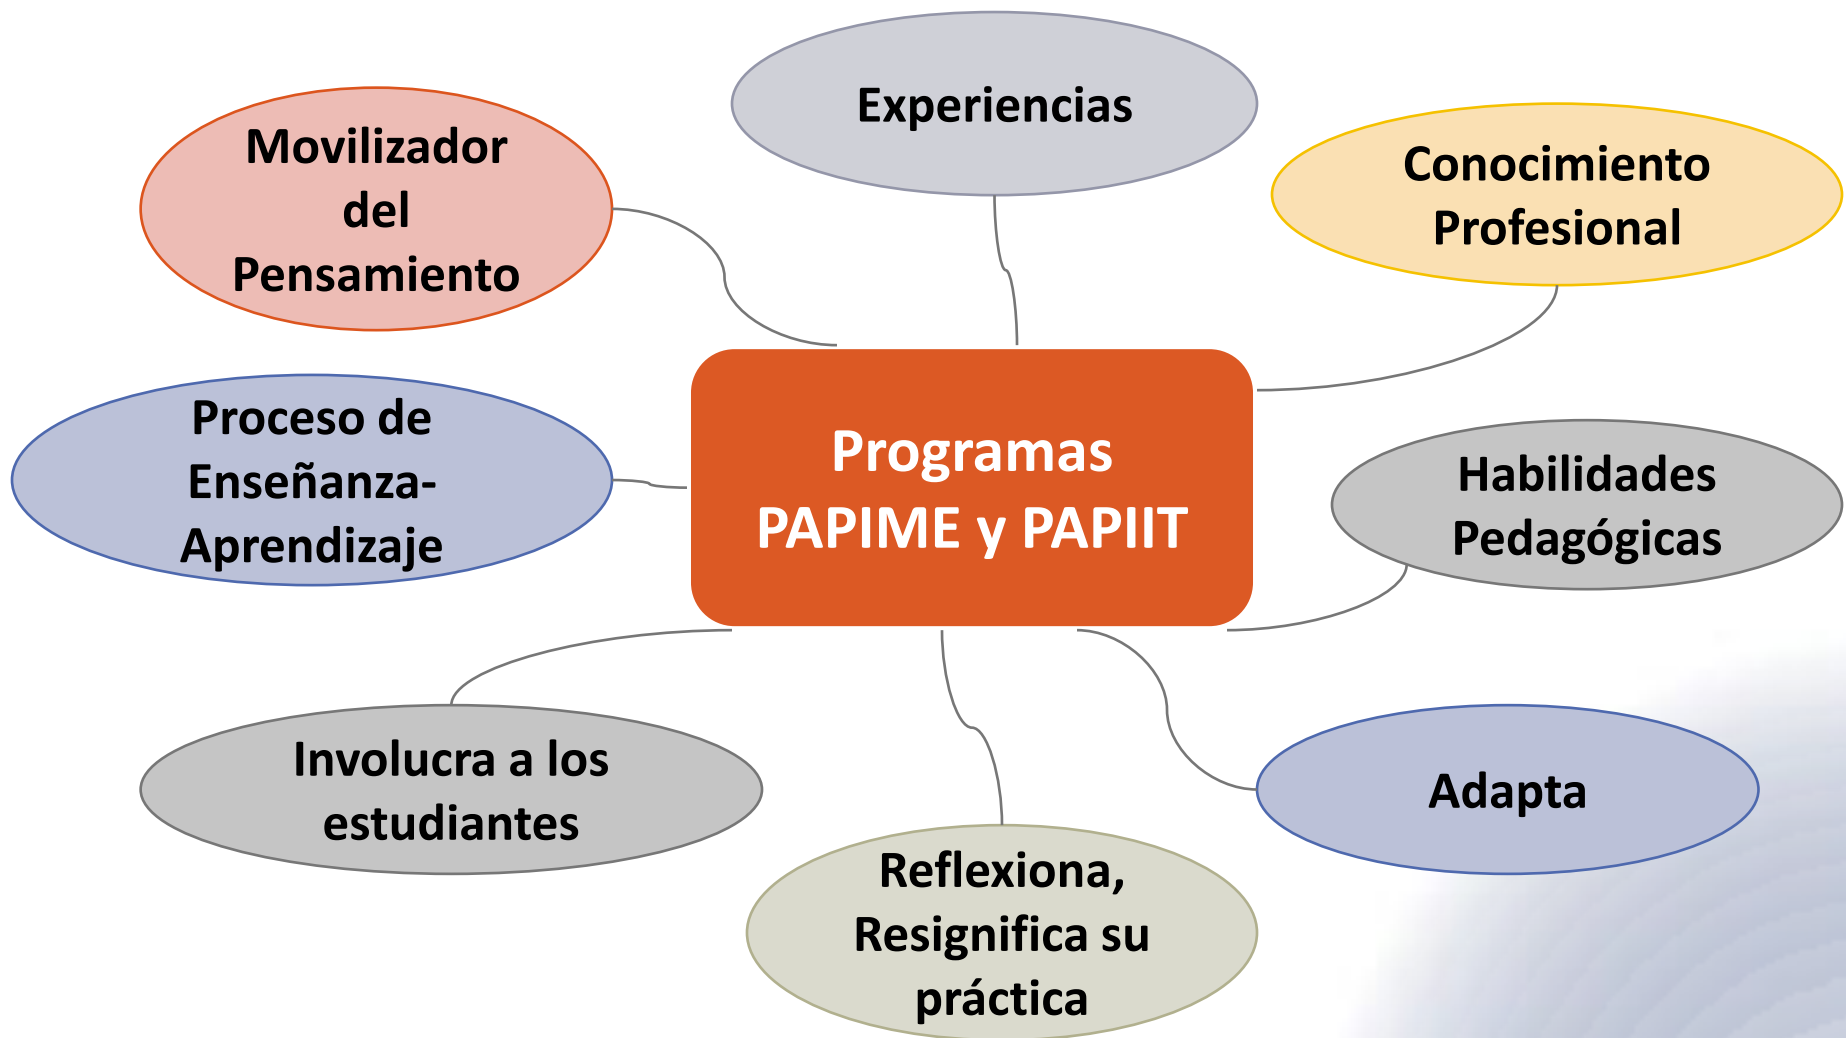 Experiencias
Movilizador
del
Pensamiento
Conocimiento
Profesional
Proceso de
Enseñanza-
Aprendizaje
Programas
PAPIME y PAPIIT
Habilidades
Pedagógicas
Involucra a los
estudiantes
Adapta
Reflexiona,
Resignifica su
práctica